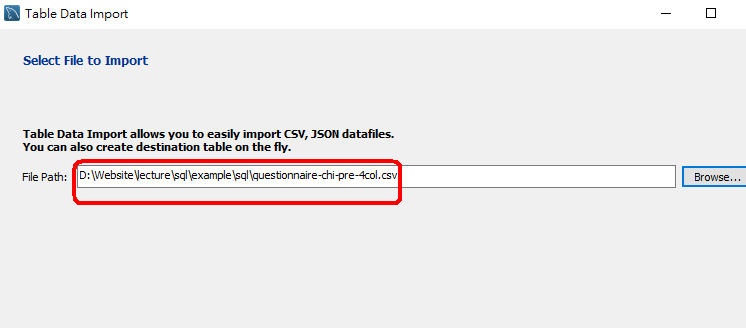 Table Data Import
Select File to Import
Table Data Import allows you to easily import CSV, JSON datafiles.
You can also create destination table on the fly.
File Path: D:\Website\lecture\sql\example\sql\questionnaire-chi-pre-4col.csv Browse...